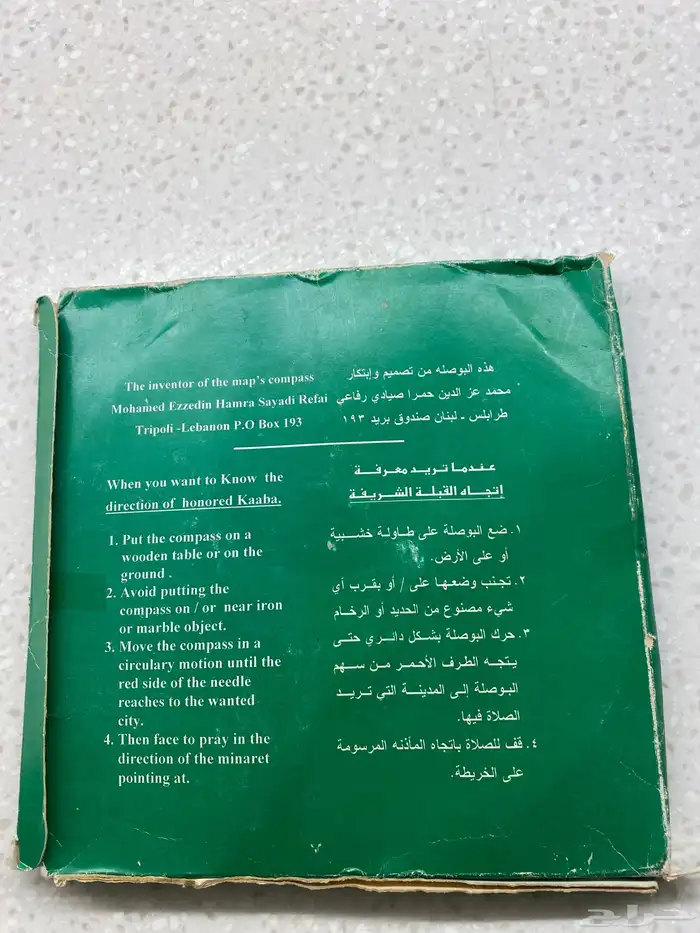 The inventor of the map's compass
Mohamed Ezzedin Hamra Sayadi Refai
Tripoli -Lebanon P.O Box 193
When you want to Know the
direction of honored Kaaba.
1. Put the compass on a
wooden table or on the
ground .
2. Avoid putting the
compass on / or near iron
or marble object.
3. Move the compass in a
circulary motion until the
red side of the needle
reaches to the wanted
city.
4. Then face to pray in the
direction of the minaret
pointing at.
هذه البوصله من تصميم وإبتكار
محمد عز الدين حمرا صيادي رفاعي
طرابلس - لبنان صندوق بريد ١٩٣
عندما تريد معرفة
إتجاه القبلة الشريفة
١. ضع البوصلة على طاولة خشبية
أو على الأرض.
٢. تجنب وضعها على / أو بقرب أي
شيء مصنوع من الحديد أو الرخام
٣. حرك البوصلة بشكل دائري حتى
يتجه الطرف الأحمر من سهم
البوصلة إلى المدينة التي تريد
الصلاة فيها.
٤. قف للصلاة باتجاه المأذنه المرسومة
على الخريطة.
حراج